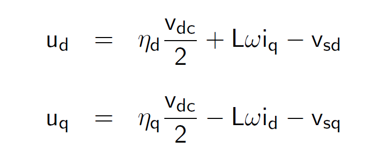 u_d = η_d v_dc/2 + Lωi_q − v_sd
u_q = η_q v_dc/2 − Lωi_d − v_sq